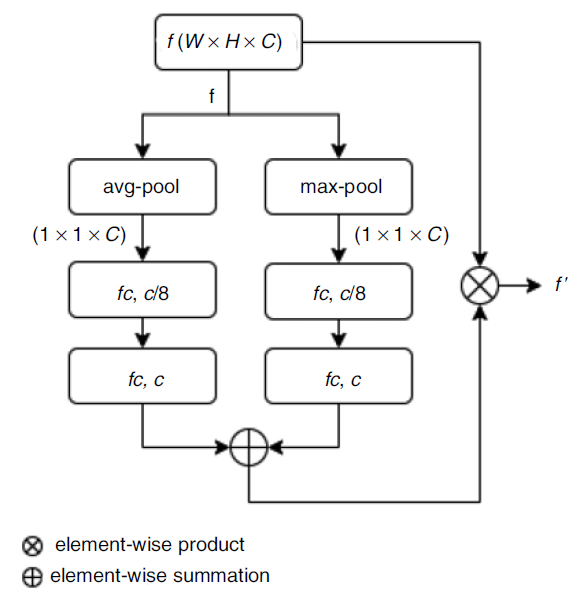 f (W × H × C)
f
avg-pool
max-pool
(1 × 1 × C)
(1 × 1 × C)
fc, c/8
fc, c/8
f'
fc, c
fc, c
element-wise product
element-wise summation